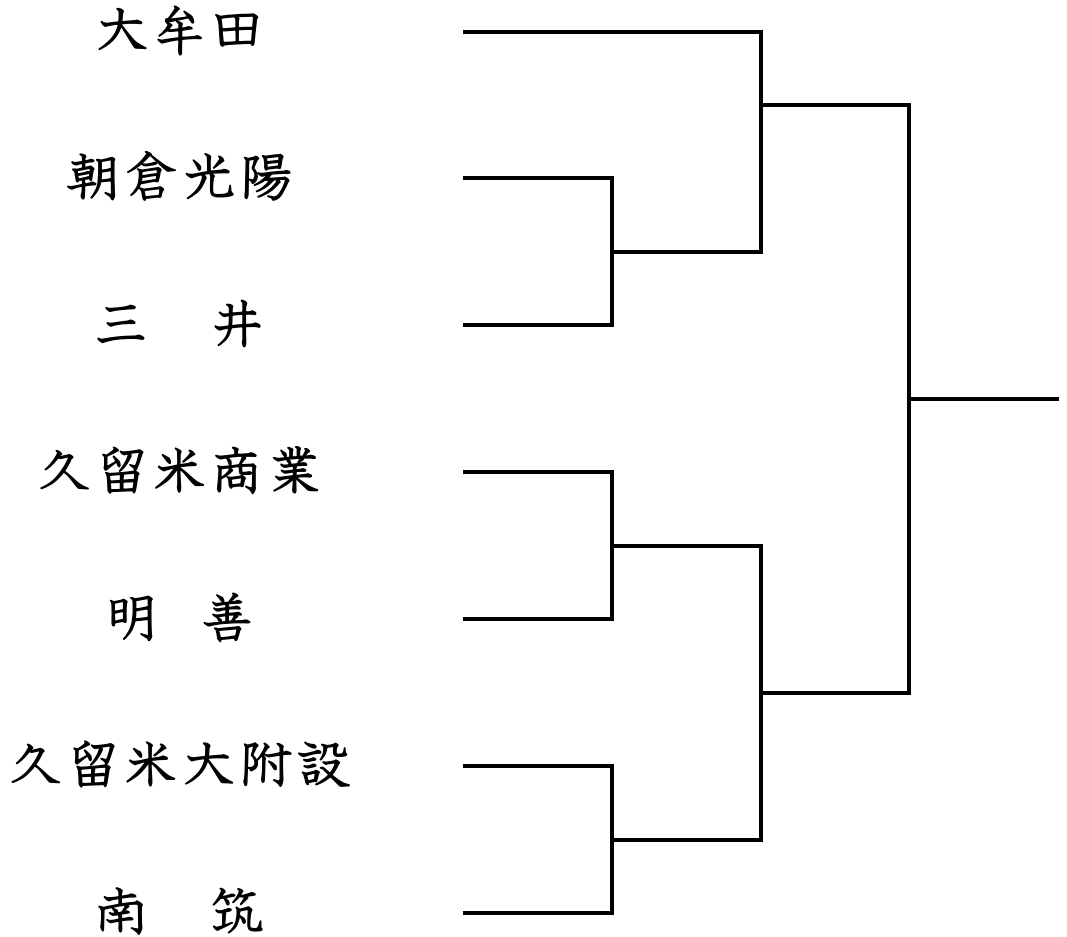 大牟田
朝倉光陽
三　井
久留米商業
明　善
久留米大附設
南　筑